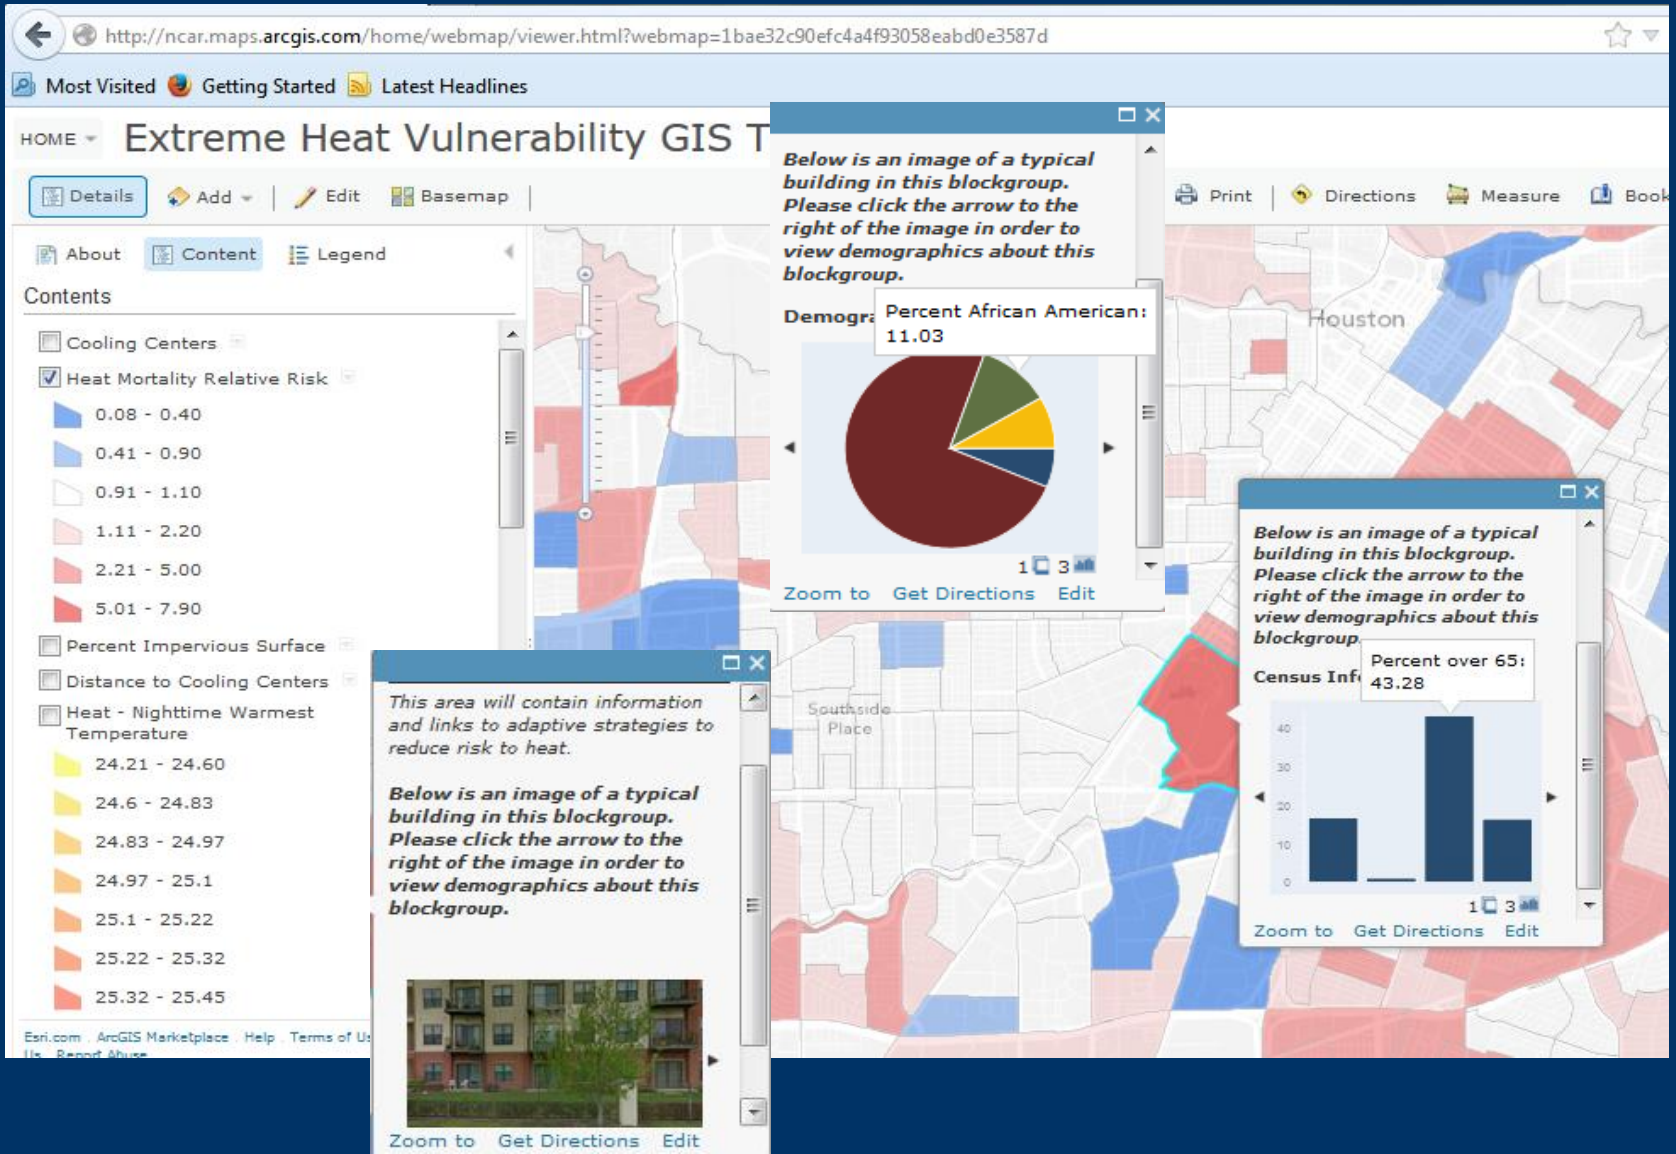 http://ncar.maps.arcgis.com/home/webmap/viewer.html?webmap=1bae32c90efc4a4f93058eabd0e3587d
Most Visited Getting Started Latest Headlines
HOME Extreme Heat Vulnerability GIS T
Details Add Edit Basemap
Print Directions Measure Book
About Content Legend
Contents
Cooling Centers
Heat Mortality Relative Risk
0.08 - 0.40
0.41 - 0.90
0.91 - 1.10
1.11 - 2.20
2.21 - 5.00
5.01 - 7.90
Percent Impervious Surface
Distance to Cooling Centers
Heat - Nighttime Warmest
Temperature
24.21 - 24.60
24.6 - 24.83
24.83 - 24.97
24.97 - 25.1
25.1 - 25.22
25.22 - 25.32
25.32 - 25.45
Esri.com . ArcGIS Marketplace . Help . Terms of Us
Us . Report Abuse
This area will contain information
and links to adaptive strategies to
reduce risk to heat.
Below is an image of a typical
building in this blockgroup.
Please click the arrow to the
right of the image in order to
view demographics about this
blockgroup.
Zoom to Get Directions Edit
Below is an image of a typical
building in this blockgroup.
Please click the arrow to the
right of the image in order to
view demographics about this
blockgroup.
Demogra
Percent African American:
11.03
1 3
Zoom to Get Directions Edit
Houston
Southside
Place
Below is an image of a typical
building in this blockgroup.
Please click the arrow to the
right of the image in order to
view demographics about this
blockgroup.
Census Inf
Percent over 65:
43.28
40
30
20
10
0
1 3
Zoom to Get Directions Edit